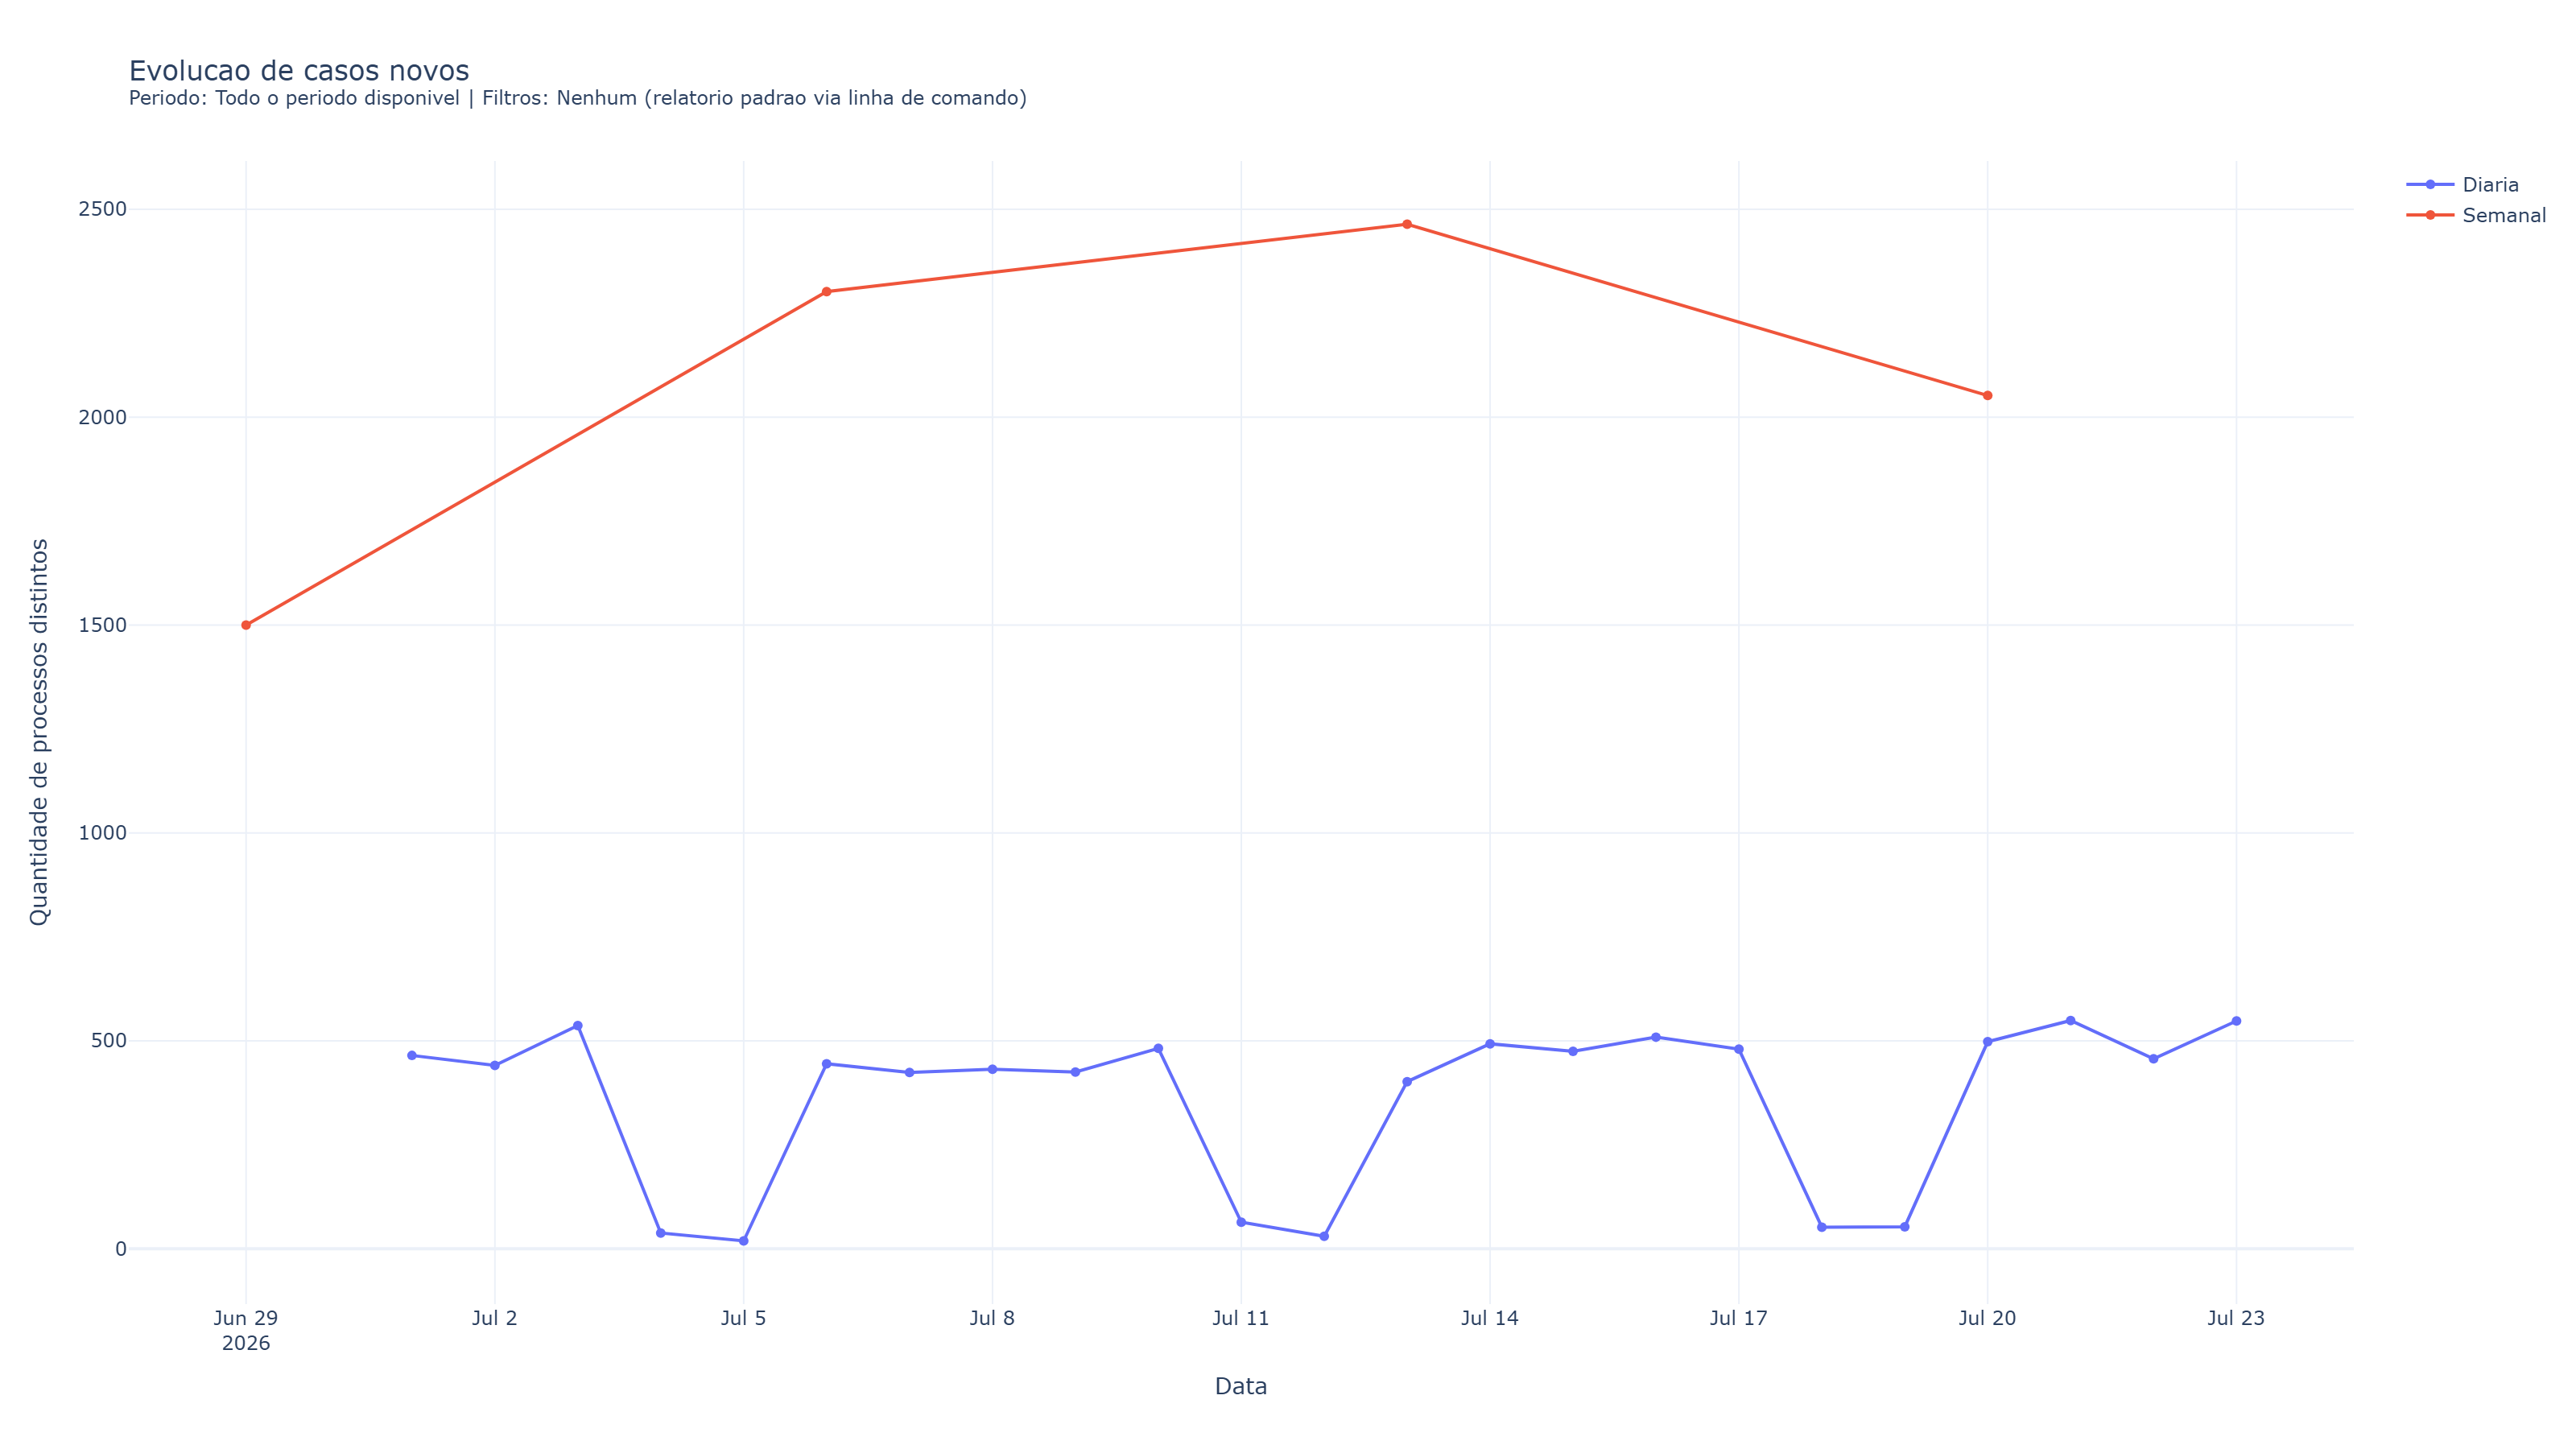 Evolucao de casos novos
Periodo: Todo o periodo disponivel | Filtros: Nenhum (relatorio padrao via linha de comando)
Diaria
Semanal
Quantidade de processos distintos
2500
2000
1500
1000
500
0
Jun 29
2026
Jul 2
Jul 5
Jul 8
Jul 11
Jul 14
Jul 17
Jul 20
Jul 23
Data